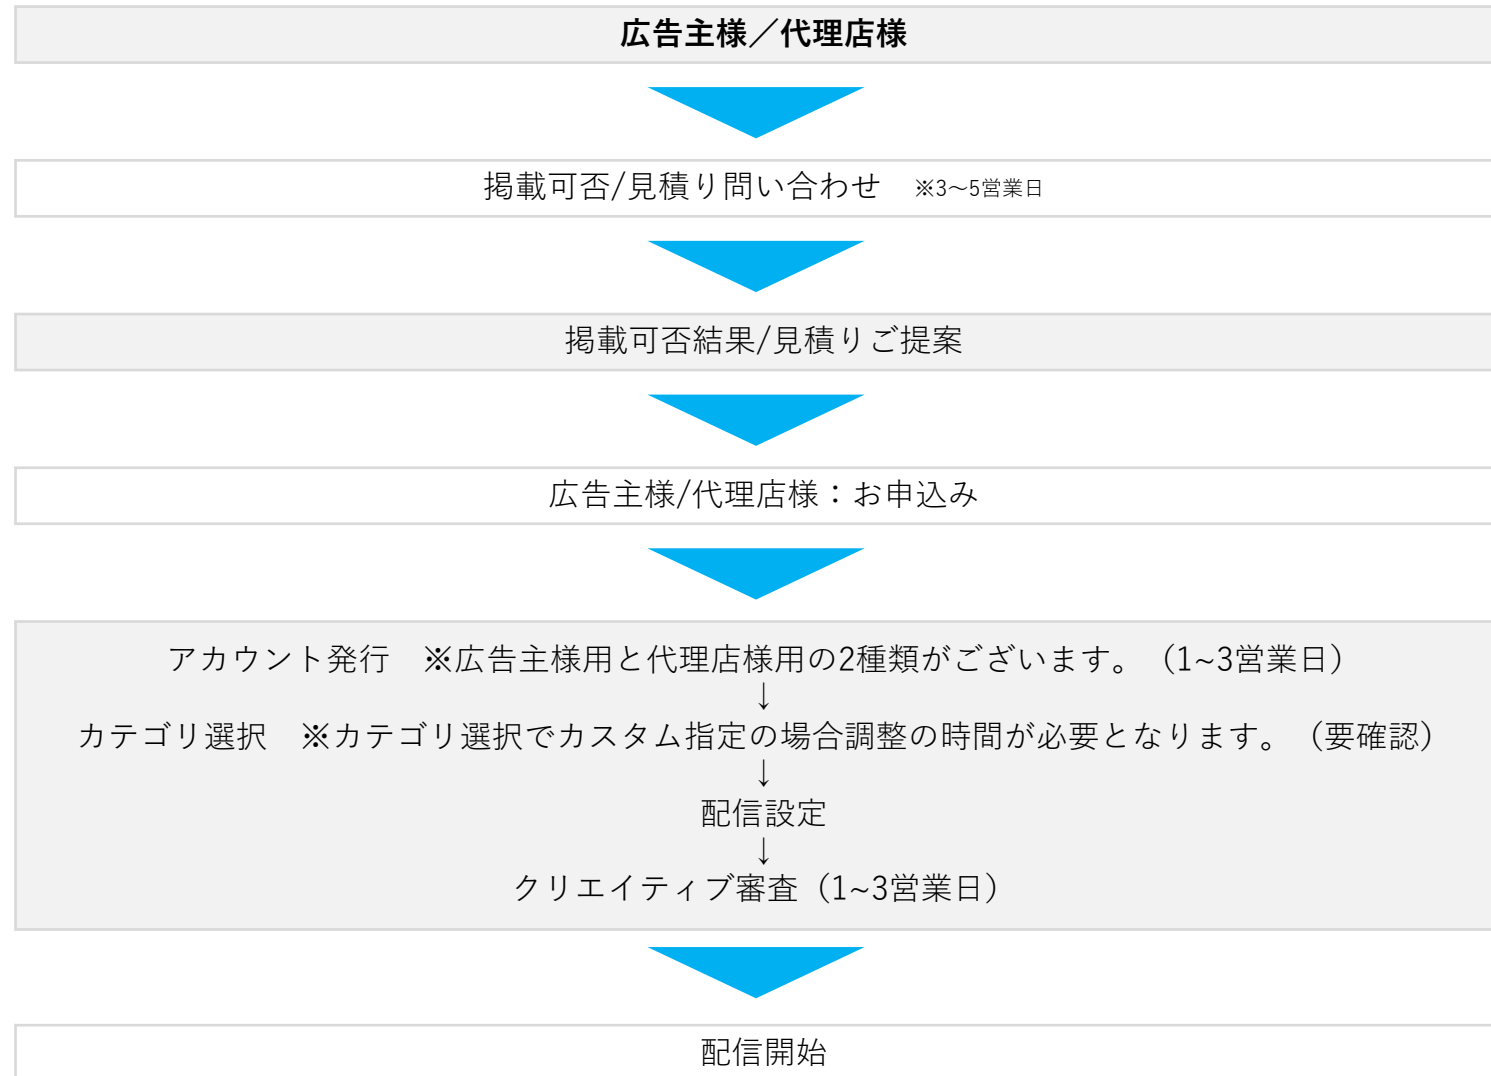 広告主様／代理店様
掲載可否/見積り問い合わせ　※3〜5営業日
掲載可否結果/見積りご提案
広告主様/代理店様：お申込み
アカウント発行　※広告主様用と代理店様用の2種類がございます。（1~3営業日）
↓
カテゴリ選択　※カテゴリ選択でカスタム指定の場合調整の時間が必要となります。（要確認）
↓
配信設定
↓
クリエイティブ審査（1~3営業日）
配信開始